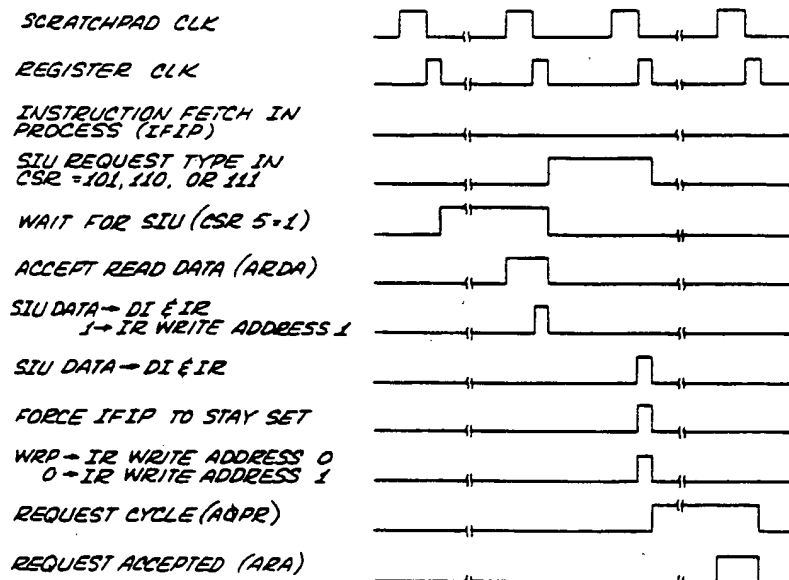 SCRATCHPAD CLK
REGISTER CLK
INSTRUCTION FETCH IN
PROCESS (IFIP)
SIU REQUEST TYPE IN
CSR =101, 110, OR 111
WAIT FOR SIU (CSR 5=1)
ACCEPT READ DATA (ARDA)
SIU DATA→ DI & IR
1→ IR WRITE ADDRESS 1
SIU DATA→ DI & IR
FORCE IFIP TO STAY SET
WRP→ IR WRITE ADDRESS 0
0→ IR WRITE ADDRESS 1
REQUEST CYCLE (AOPR)
REQUEST ACCEPTED (ARA)